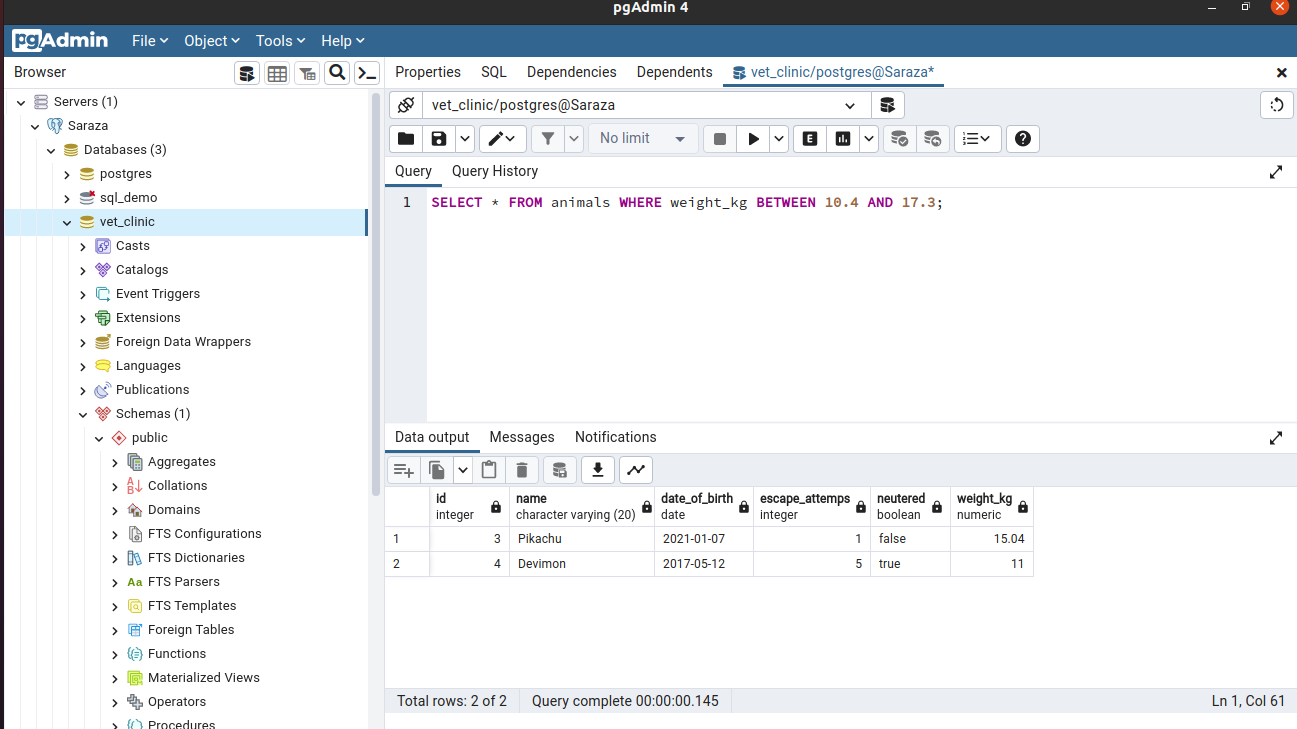 pgAdmin 4
pgAdmin File Object Tools Help
Browser
Properties SQL Dependencies Dependents vet_clinic/postgres@Saraza*
Servers (1)
Saraza
Databases (3)
postgres
sql_demo
vet_clinic
Casts
Catalogs
Event Triggers
Extensions
Foreign Data Wrappers
Languages
Publications
Schemas (1)
public
Aggregates
Collations
Domains
FTS Configurations
FTS Dictionaries
Aa FTS Parsers
FTS Templates
Foreign Tables
Functions
Materialized Views
Operators
Procedures
vet_clinic/postgres@Saraza
No limit E
Query Query History
1 SELECT * FROM animals WHERE weight_kg BETWEEN 10.4 AND 17.3;
Data output Messages Notifications
id name date_of_birth escape_attemps neutered weight_kg
integer character varying (20) date integer boolean numeric
1 3 Pikachu 2021-01-07 1 false 15.04
2 4 Devimon 2017-05-12 5 true 11
Total rows: 2 of 2 Query complete 00:00:00.145 Ln 1, Col 61